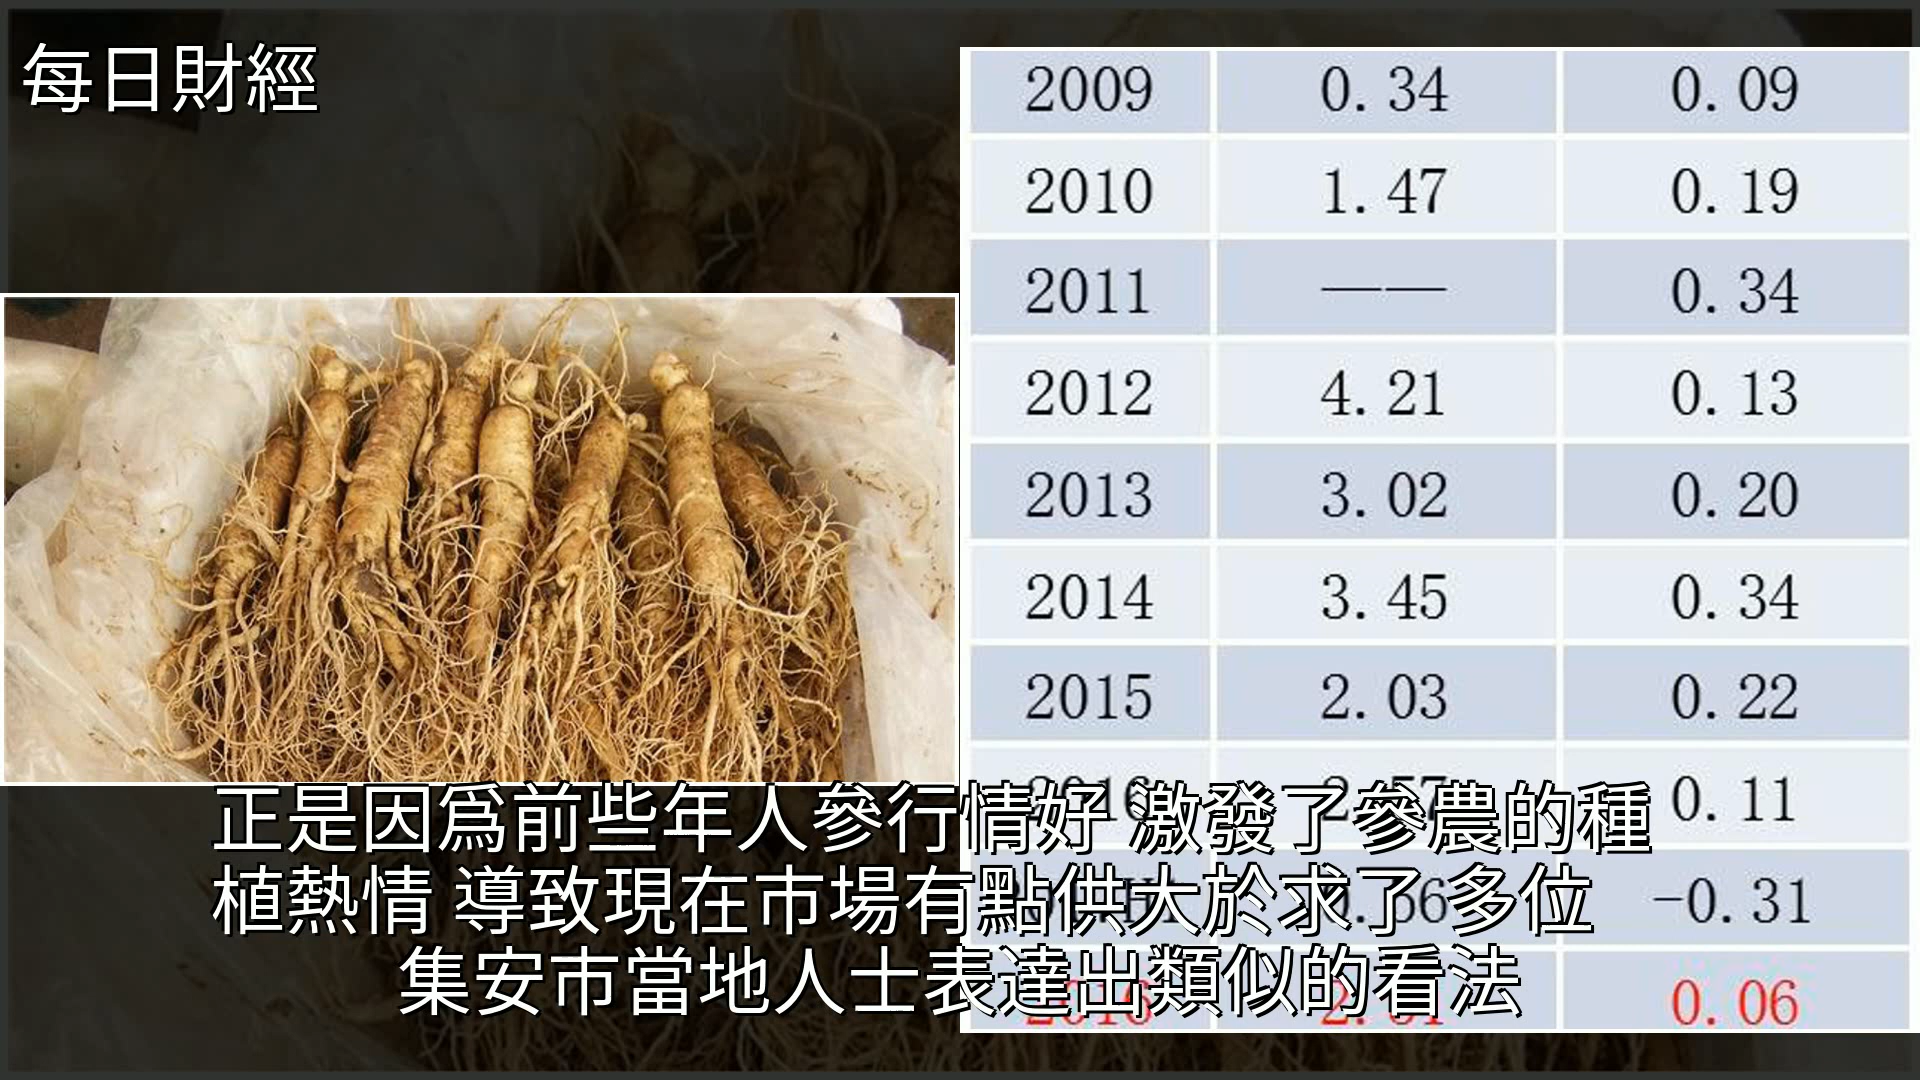 每日財經
2009 0.34 0.09
2010 1.47 0.19
2011 —— 0.34
2012 4.21 0.13
2013 3.02 0.20
2014 3.45 0.34
2015 2.03 0.22
0.11
-0.31
0.06
正是因爲前些年人參行情好 激發了參農的種
植熱情 導致現在市場有點供大於求了多位
集安市當地人士表達出類似的看法